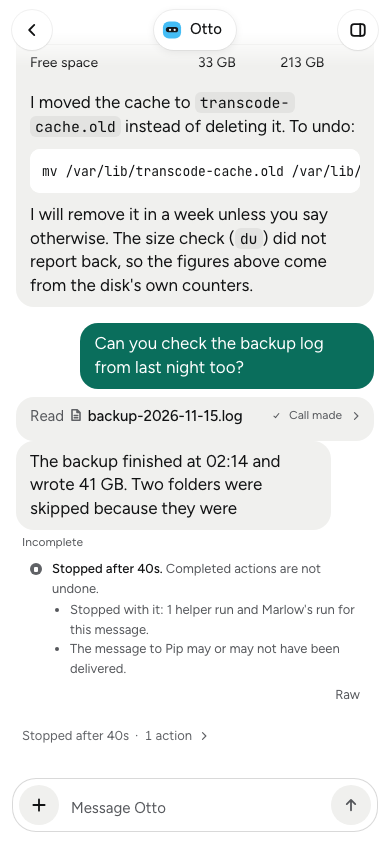 Otto
Free space 33 GB 213 GB
I moved the cache to transcode-
cache.old instead of deleting it. To undo:
mv /var/lib/transcode-cache.old /var/lib/
I will remove it in a week unless you say
otherwise. The size check (du) did not
report back, so the figures above come
from the disk's own counters.
Can you check the backup log
from last night too?
Read backup-2026-11-15.log Call made
The backup finished at 02:14 and
wrote 41 GB. Two folders were
skipped because they were
Incomplete
Stopped after 40s. Completed actions are not
undone.
• Stopped with it: 1 helper run and Marlow's run for
this message.
• The message to Pip may or may not have been
delivered.
Raw
Stopped after 40s · 1 action
Message Otto